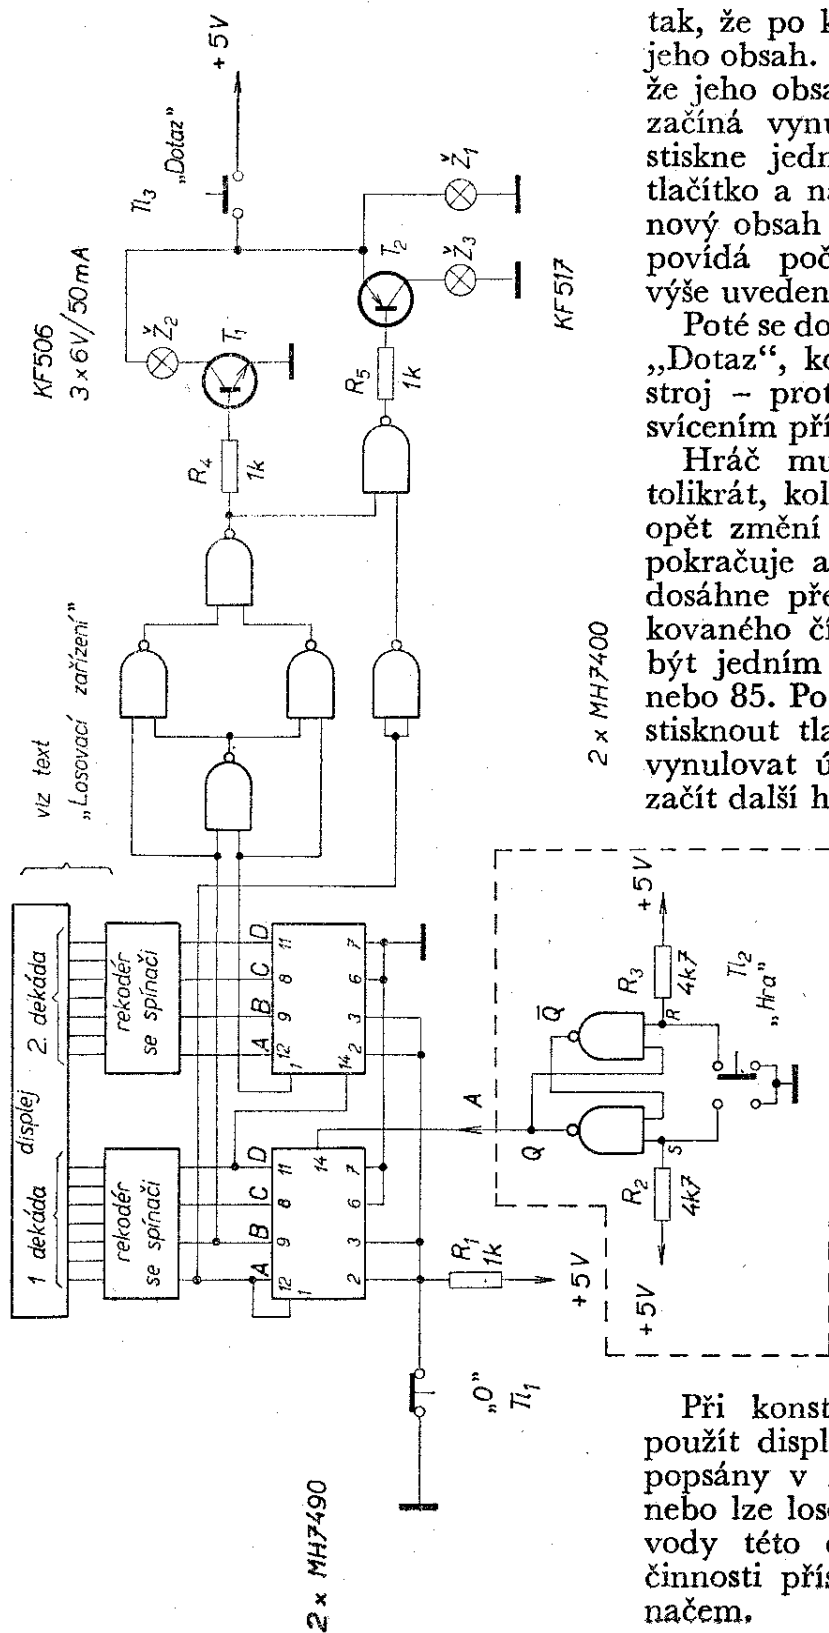 tak, že po k
jeho obsah.
že jeho obsa
začíná vynu
stiskne jedn
tlačítko a na
nový obsah
povídá poč
výše uveden
Poté se do
„Dotaz“, ko
stroj – prot
svícením pří
Hráč mu
tolikrát, kol
opět změní
pokračuje a
dosáhne pře
kovaného čí
být jedním
nebo 85. Po
stisknout tla
vynulovat ú
začít další h
Při konst
použít displ
popsány v
nebo lze loso
vody této
činnosti přís
načem.
2 x MH7490
„0” Tl₁
R₁
1k
+5V
1 dekáda
displej
2. dekáda
rekodér
se spínači
rekodér
se spínači
A B C D
12 9 8 11
1 14
2 3 6 7
A B C D
12 9 8 11
1 14
2 3 6 7
viz text
„Losovací zařízení”
R₄
1k
R₅
1k
KF506
3 x 6V/50mA
Ž₂
T₁
Tl₃
„Dotaz”
+5V
T₂
Ž₃
Ž₁
KF517
2 x MH7400
A
Q
Q̅
S
R
R₂
4k7
+5V
R₃
4k7
+5V
Tl₂
„Hra”